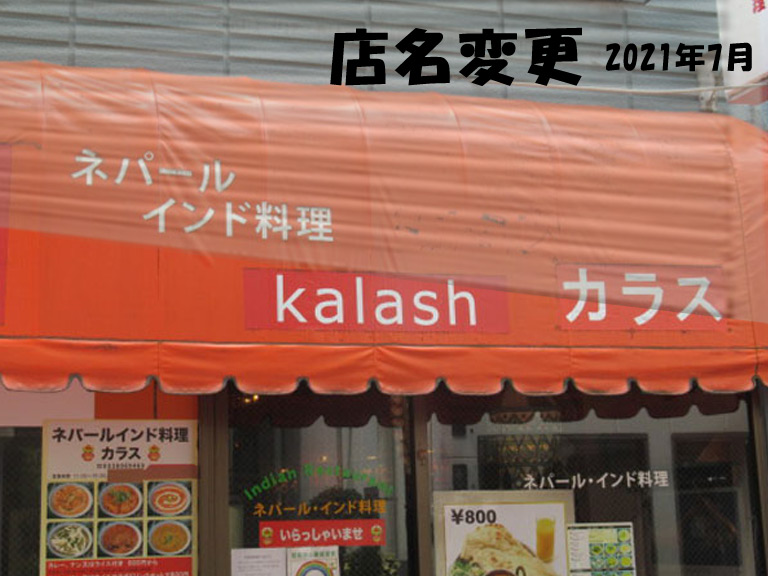 店名変更 2021年7月
ネパール
インド料理
kalash カラス
ネパールインド料理
カラス
Indian Restaurant
ネパール・インド料理
いらっしゃいませ
ネパール・インド料理
¥800